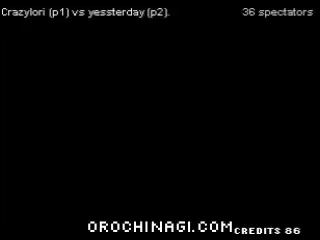 Crazylori (p1) vs yessterday (p2). 36 spectators
OROCHINAGI.COM CREDITS 86